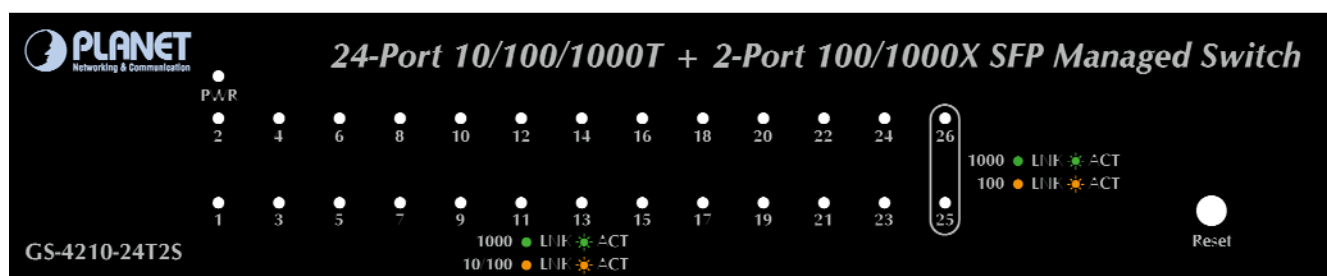 PLANET
Networking & Communication
24-Port 10/100/1000T + 2-Port 100/1000X SFP Managed Switch
PWR
2 4 6 8 10 12 14 16 18 20 22 24 26
1000 LNK ACT
100 LNK ACT
1 3 5 7 9 11 13 15 17 19 21 23 25
1000 LNK ACT
10/100 LNK ACT
GS-4210-24T2S
Reset